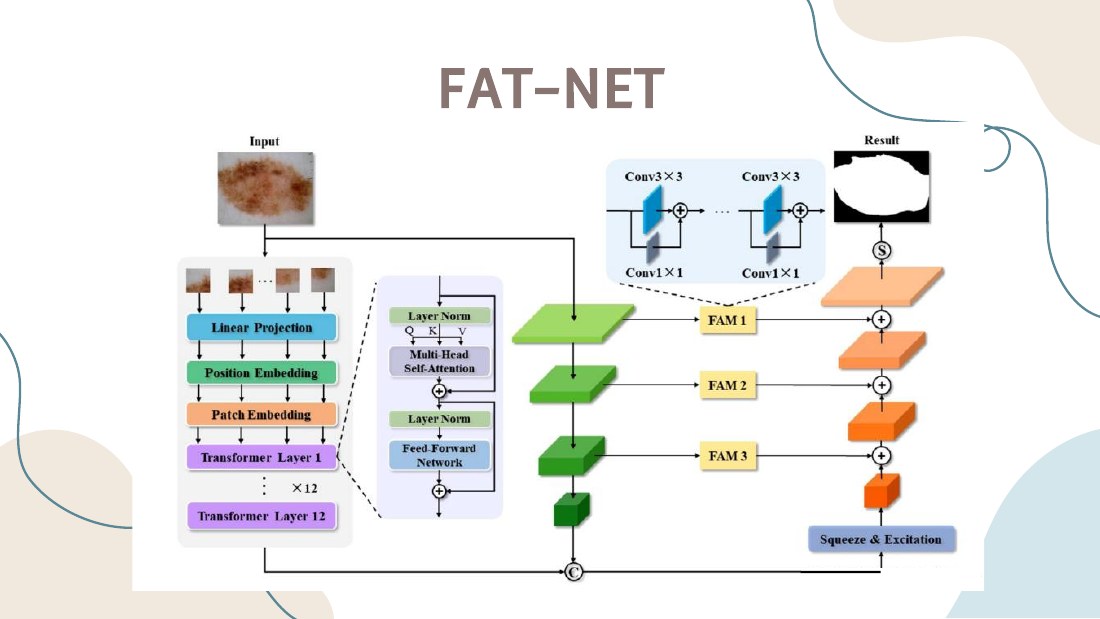 FAT-NET
Input
Linear Projection
Position Embedding
Patch Embedding
Transformer Layer 1
×12
Transformer Layer 12
Layer Norm
Q K V
Multi-Head
Self-Attention
Layer Norm
Feed-Forward
Network
C
Conv3×3
Conv3×3
Conv1×1
Conv1×1
FAM 1
FAM 2
FAM 3
Result
S
Squeeze & Excitation